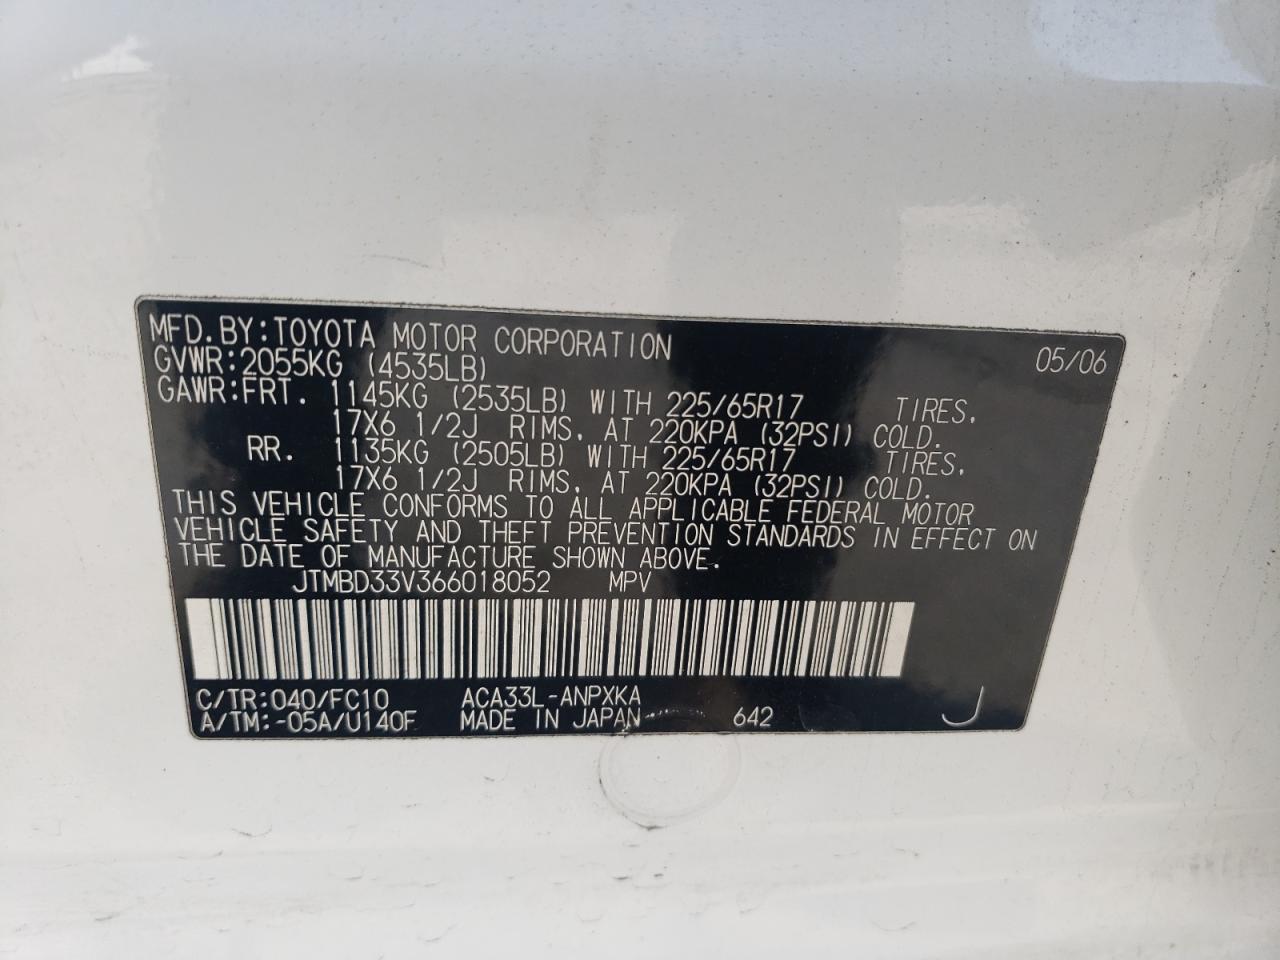 MFD. BY: TOYOTA MOTOR CORPORATION 05/06
GVWR: 2055KG (4535LB)
GAWR: FRT. 1145KG (2535LB) WITH 225/65R17 TIRES,
17X6 1/2J RIMS, AT 220KPA (32PSI) COLD.
RR. 1135KG (2505LB) WITH 225/65R17 TIRES,
17X6 1/2J RIMS, AT 220KPA (32PSI) COLD.
THIS VEHICLE CONFORMS TO ALL APPLICABLE FEDERAL MOTOR
VEHICLE SAFETY AND THEFT PREVENTION STANDARDS IN EFFECT ON
THE DATE OF MANUFACTURE SHOWN ABOVE.
JTMBD33V366018052 MPV
C/TR: 040/FC10 ACA33L-ANPXKA
A/TM: -05A/U140F MADE IN JAPAN 642 J